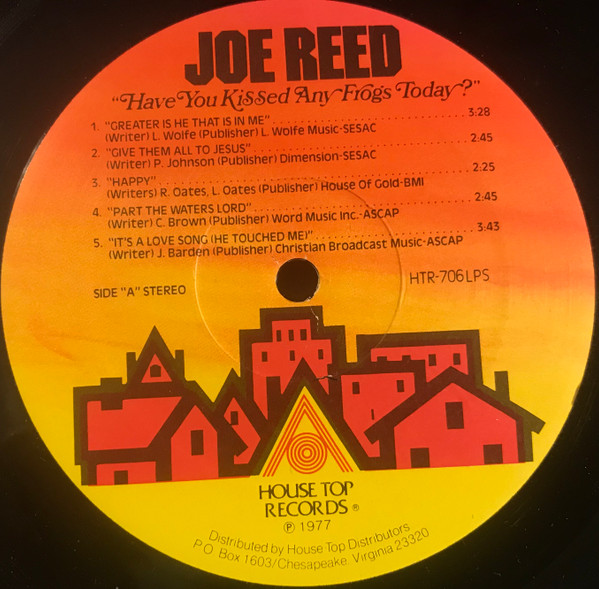 JOE REED
"Have You Kissed Any Frogs Today?"
1. "GREATER IS HE THAT IS IN ME" 3:28
(Writer) L. Wolfe (Publisher) L. Wolfe Music-SESAC
2. "GIVE THEM ALL TO JESUS" 2:45
(Writer) P. Johnson (Publisher) Dimension-SESAC
3. "HAPPY" 2:25
(Writers) R. Oates, L. Oates (Publisher) House Of Gold-BMI
4. "PART THE WATERS LORD" 2:45
(Writer) C. Brown (Publisher) Word Music Inc.-ASCAP
5. "IT'S A LOVE SONG (HE TOUCHED ME)" 3:43
(Writer) J. Barden (Publisher) Christian Broadcast Music-ASCAP
SIDE "A" STEREO
HTR-706 LPS
HOUSE TOP
RECORDS ®
℗ 1977
Distributed by House Top Distributors
P.O. Box 1603/Chesapeake, Virginia 23320